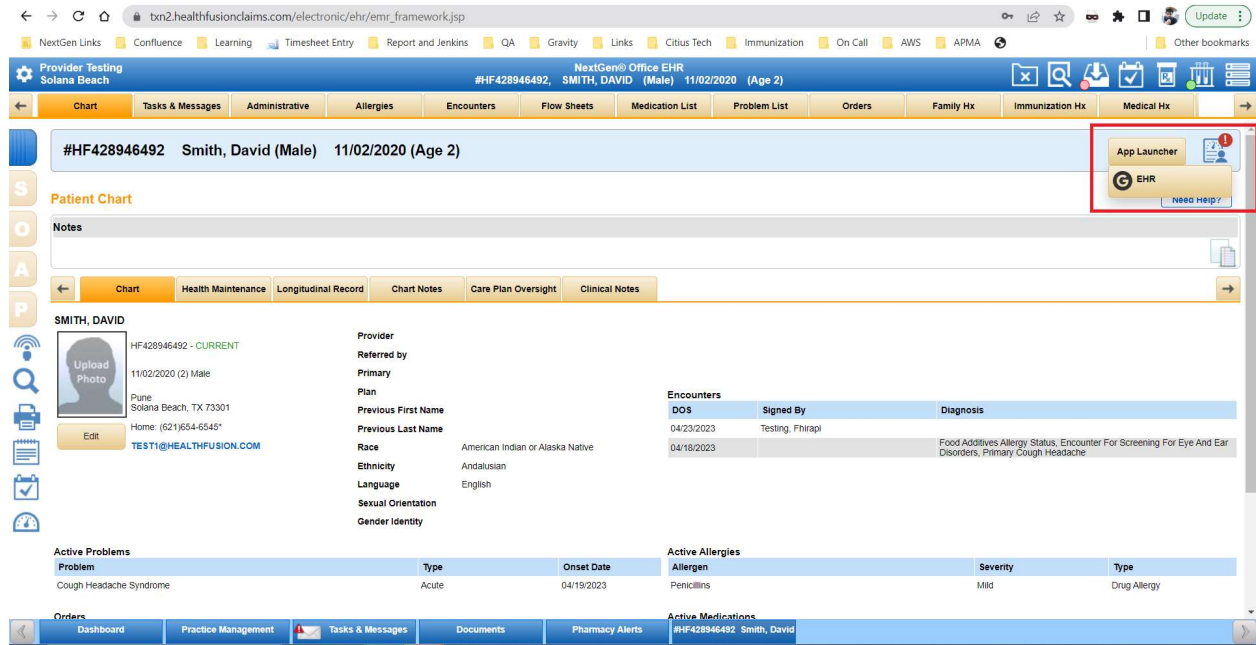 txn2.healthfusionclaims.com/electronic/ehr/emr_framework.jsp
Update
NextGen Links Confluence Learning Timesheet Entry Report and Jenkins QA Gravity Links Citius Tech Immunization On Call AWS APMA Other bookmarks
Provider Testing
Solana Beach
NextGen® Office EHR
#HF428946492, SMITH, DAVID (Male) 11/02/2020 (Age 2)
Chart Tasks & Messages Administrative Allergies Encounters Flow Sheets Medication List Problem List Orders Family Hx Immunization Hx Medical Hx
#HF428946492 Smith, David (Male) 11/02/2020 (Age 2)
App Launcher
EHR
Need Help?
S
O
A
P
Patient Chart
Notes
Chart Health Maintenance Longitudinal Record Chart Notes Care Plan Oversight Clinical Notes
SMITH, DAVID
Upload
Photo
Edit
HF428946492 - CURRENT
11/02/2020 (2) Male
Pune
Solana Beach, TX 73301
Home: (621)654-6545*
TEST1@HEALTHFUSION.COM
Provider
Referred by
Primary
Plan
Previous First Name
Previous Last Name
Race American Indian or Alaska Native
Ethnicity Andalusian
Language English
Sexual Orientation
Gender Identity
Encounters
DOS Signed By Diagnosis
04/23/2023 Testing, Fhirapi
04/18/2023 Food Additives Allergy Status, Encounter For Screening For Eye And Ear
Disorders, Primary Cough Headache
Active Problems
Problem Type Onset Date
Cough Headache Syndrome Acute 04/19/2023
Active Allergies
Allergen Severity Type
Penicillins Mild Drug Allergy
Orders
Active Medications
Dashboard Practice Management Tasks & Messages Documents Pharmacy Alerts #HF428946492 Smith, David